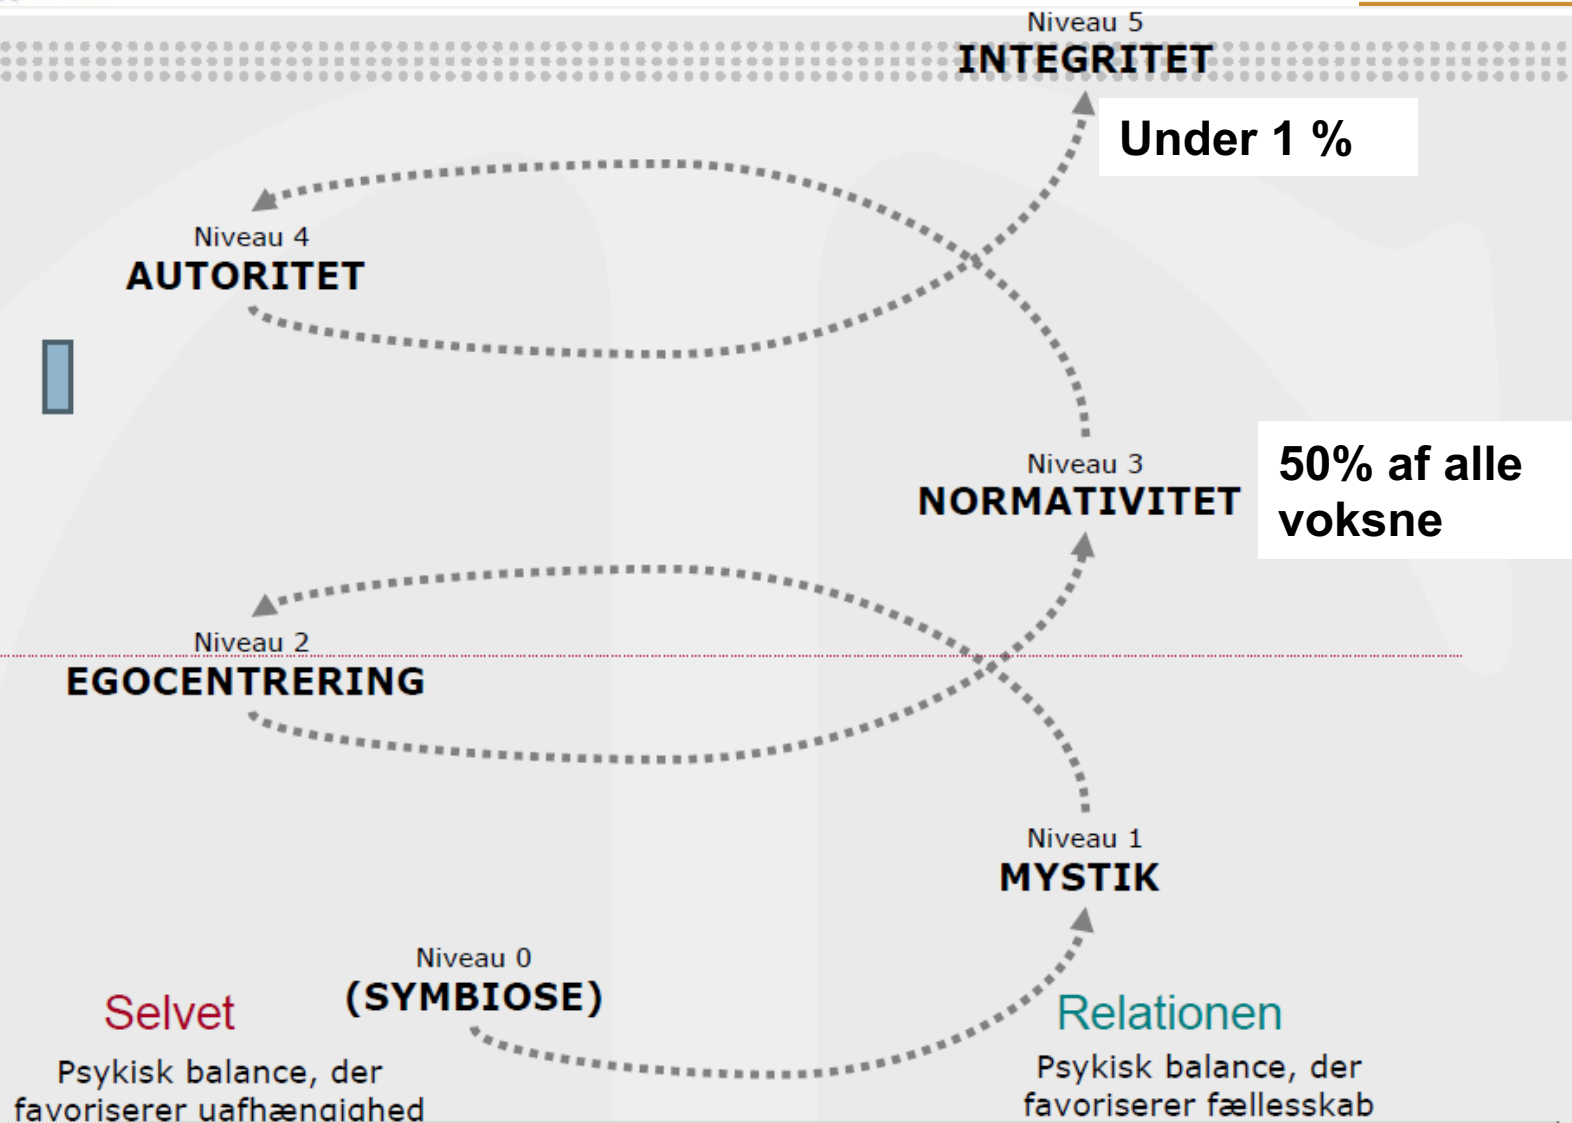 Niveau 5
INTEGRITET
Under 1 %
Niveau 4
AUTORITET
Niveau 3
NORMATIVITET
50% af alle
voksne
Niveau 2
EGOCENTRERING
Niveau 1
MYSTIK
Niveau 0
(SYMBIOSE)
Selvet
Psykisk balance, der
favoriserer uafhængighed
Relationen
Psykisk balance, der
favoriserer fællesskab